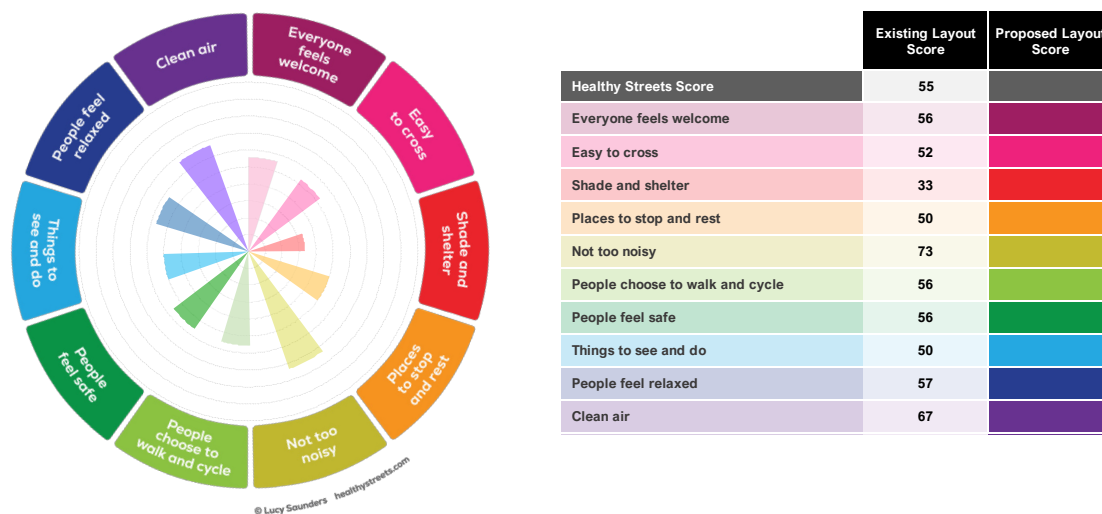 Clean air
Everyone
feels
welcome
Easy
to cross
Shade and
shelter
Places
to stop
and rest
Not too
noisy
People
choose to
walk and cycle
People
feel safe
Things to
see and do
People feel
relaxed
© Lucy Saunders healthystreets.com
Existing Layout
Score
Proposed Layout
Score
Healthy Streets Score 55
Everyone feels welcome 56
Easy to cross 52
Shade and shelter 33
Places to stop and rest 50
Not too noisy 73
People choose to walk and cycle 56
People feel safe 56
Things to see and do 50
People feel relaxed 57
Clean air 67